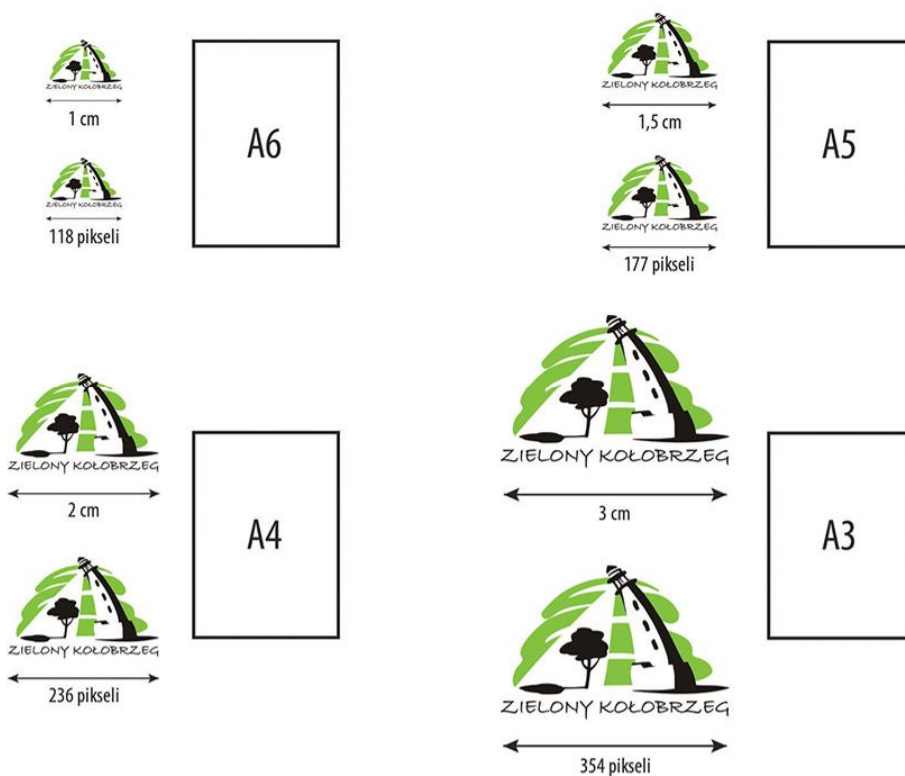 ZIELONY KOŁOBRZEG
1 cm
ZIELONY KOŁOBRZEG
118 pikseli
A6
ZIELONY KOŁOBRZEG
1,5 cm
ZIELONY KOŁOBRZEG
177 pikseli
A5
ZIELONY KOŁOBRZEG
2 cm
ZIELONY KOŁOBRZEG
236 pikseli
A4
ZIELONY KOŁOBRZEG
3 cm
ZIELONY KOŁOBRZEG
354 pikseli
A3